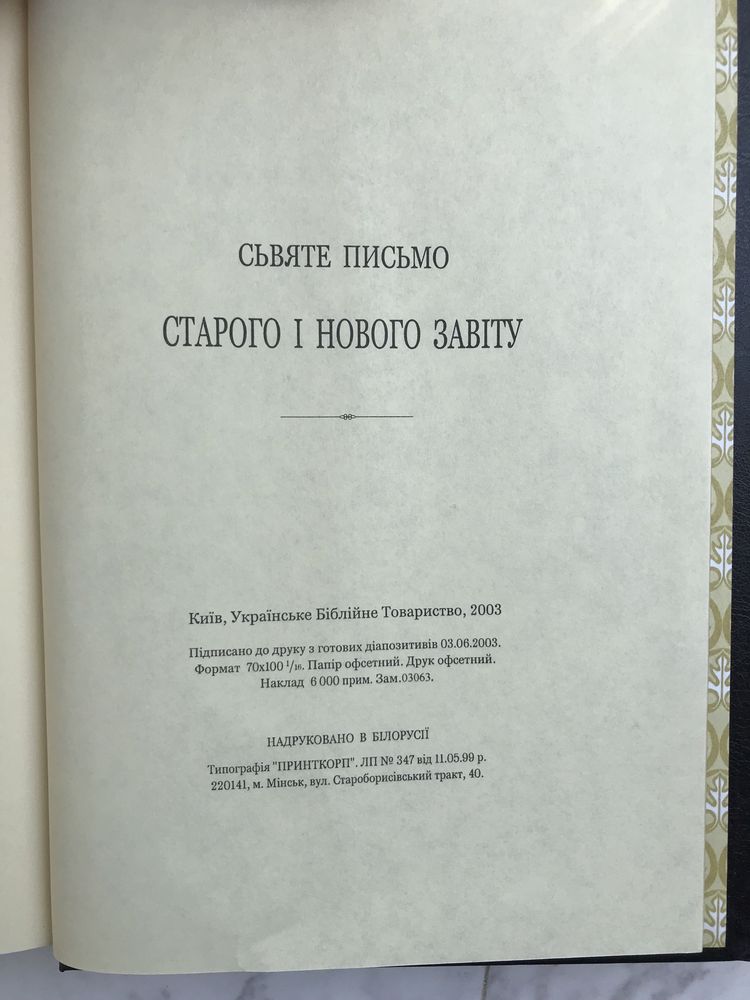 СЬВЯТЕ ПИСЬМО
СТАРОГО І НОВОГО ЗАВІТУ
Київ, Українське Біблійне Товариство, 2003
Підписано до друку з готових діапозитивів 03.06.2003.
Формат 70x100 1/16. Папір офсетний. Друк офсетний.
Наклад 6 000 прим. Зам.03063.
НАДРУКОВАНО В БІЛОРУСІЇ
Типографія "ПРИНТКОРП". ЛП № 347 від 11.05.99 р.
220141, м. Мінськ, вул. Староборисівський тракт, 40.